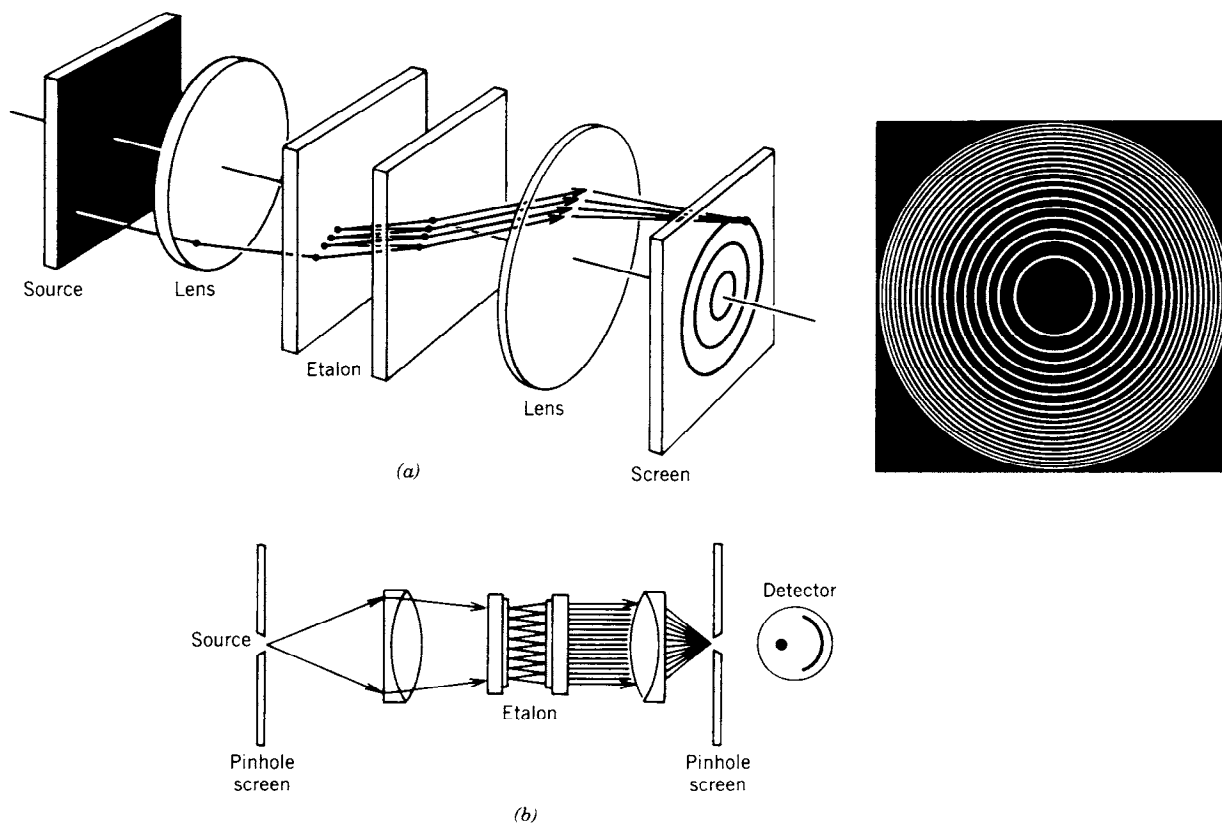 Source
Lens
Etalon
Lens
Screen
(a)
Detector
Source
Etalon
Pinhole
screen
Pinhole
screen
(b)